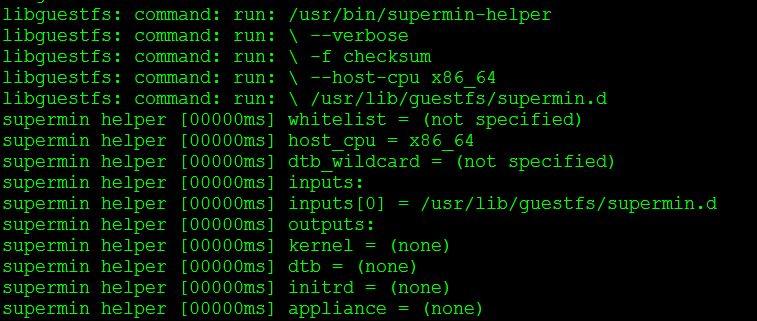 libguestfs: command: run: /usr/bin/supermin-helper
libguestfs: command: run: \ --verbose
libguestfs: command: run: \ -f checksum
libguestfs: command: run: \ --host-cpu x86_64
libguestfs: command: run: \ /usr/lib/guestfs/supermin.d
supermin helper [00000ms] whitelist = (not specified)
supermin helper [00000ms] host_cpu = x86_64
supermin helper [00000ms] dtb_wildcard = (not specified)
supermin helper [00000ms] inputs:
supermin helper [00000ms] inputs[0] = /usr/lib/guestfs/supermin.d
supermin helper [00000ms] outputs:
supermin helper [00000ms] kernel = (none)
supermin helper [00000ms] dtb = (none)
supermin helper [00000ms] initrd = (none)
supermin helper [00000ms] appliance = (none)